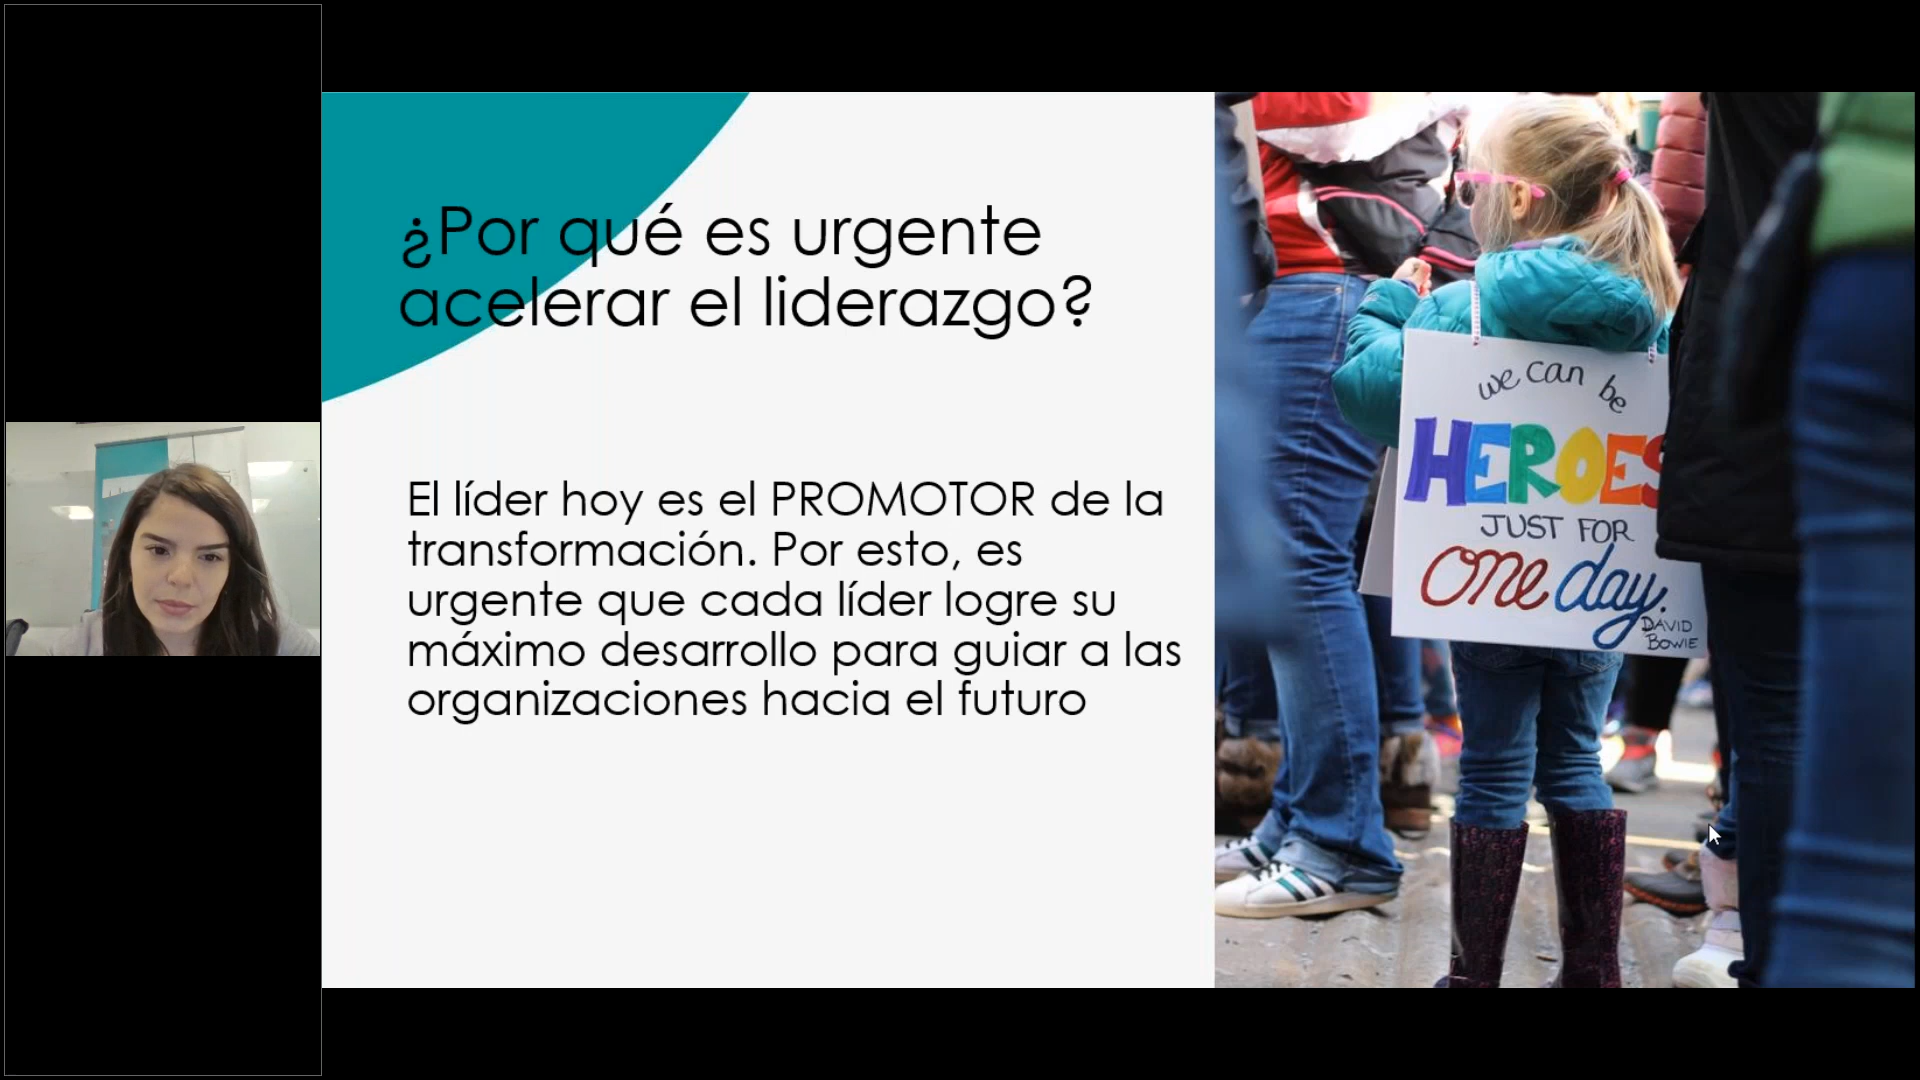 ¿Por qué es urgente
acelerar el liderazgo?
El líder hoy es el PROMOTOR de la
transformación. Por esto, es
urgente que cada líder logre su
máximo desarrollo para guiar a las
organizaciones hacia el futuro
we can be
HEROES
JUST FOR
one day.
DAVID
BOWIE